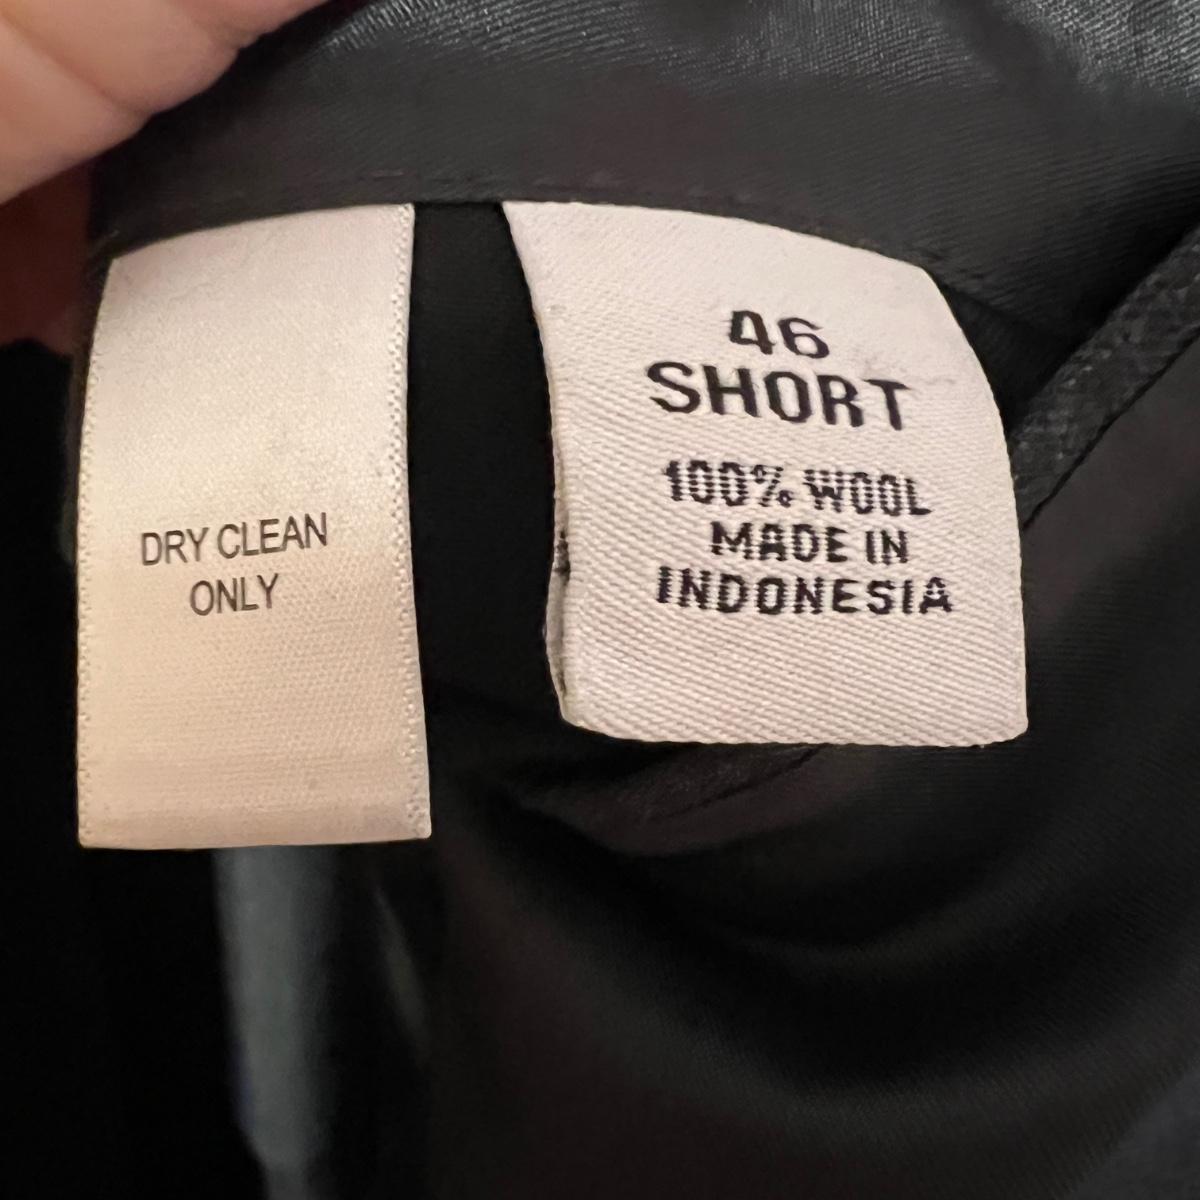 DRY CLEAN
ONLY
46
SHORT
100% WOOL
MADE IN
INDONESIA